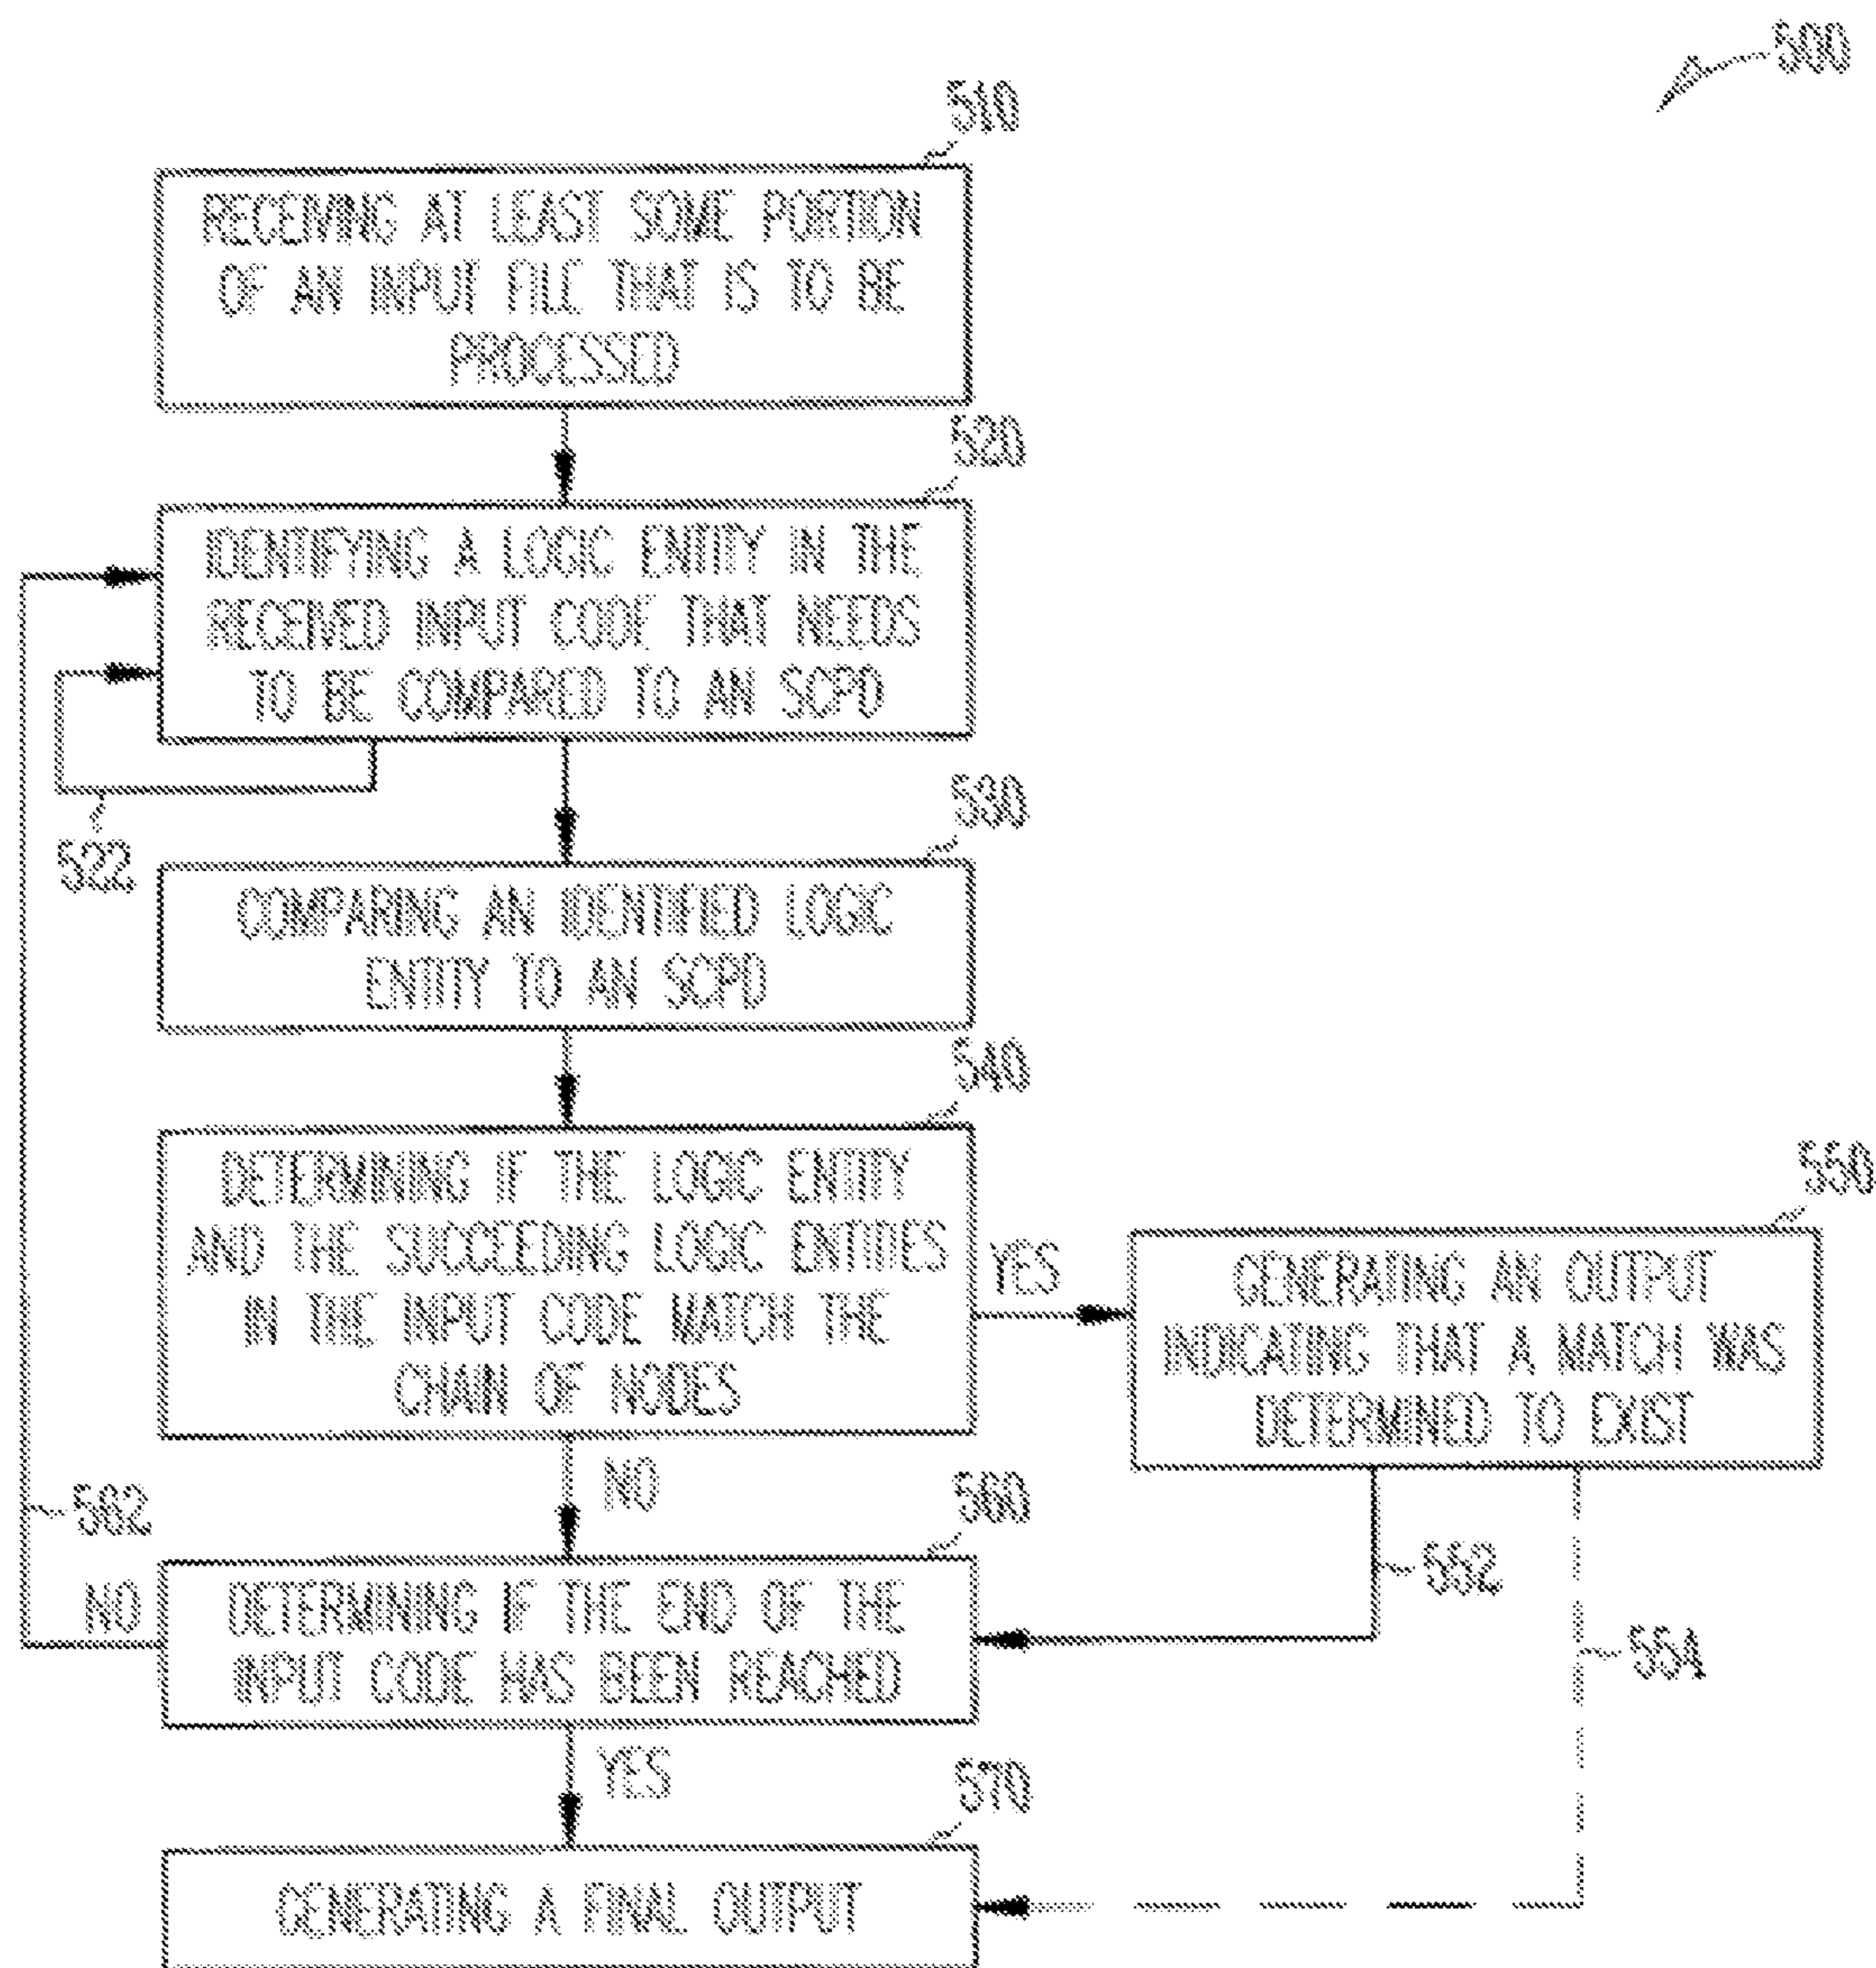 500
510
RECEIVING AT LEAST SOME PORTION
OF AN INPUT FILE THAT IS TO BE
PROCESSED
520
IDENTIFYING A LOGIC ENTITY IN THE
RECEIVED INPUT CODE THAT NEEDS
TO BE COMPARED TO AN SCPD
522
530
COMPARING AN IDENTIFIED LOGIC
ENTITY TO AN SCPD
540
DETERMINING IF THE LOGIC ENTITY
AND THE SUCCEEDING LOGIC ENTITIES
IN THE INPUT CODE MATCH THE
CHAIN OF NODES
YES
550
GENERATING AN OUTPUT
INDICATING THAT A MATCH WAS
DETERMINED TO EXIST
NO
552
554
560
562
NO
DETERMINING IF THE END OF THE
INPUT CODE HAS BEEN REACHED
YES
570
GENERATING A FINAL OUTPUT